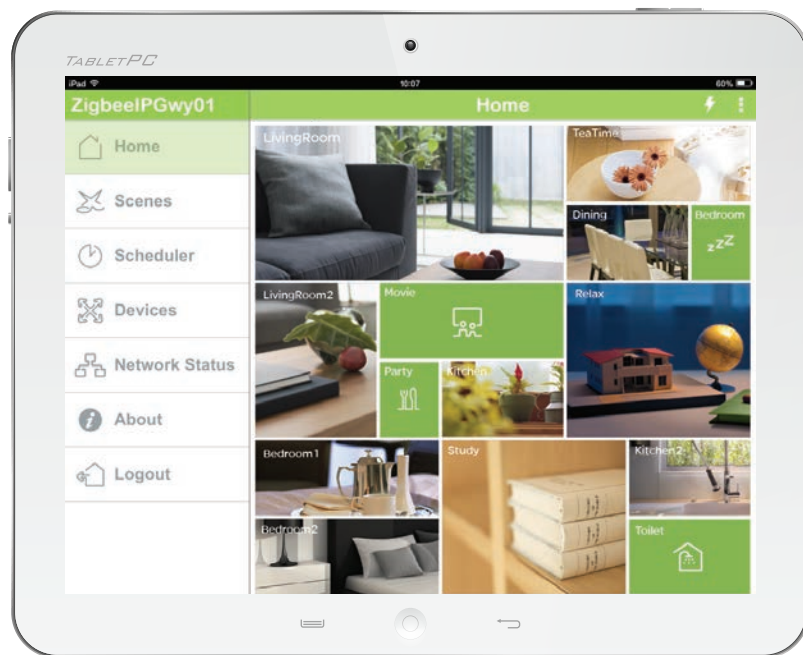 TABLETPC
iPad 10:07 60%
ZigbeeIPGwy01 Home
Home
Scenes
Scheduler
Devices
Network Status
About
Logout
LivingRoom
TeaTime
Dining
Bedroom
zzZ
LivingRoom2
Movie
Relax
Party
Kitchen
Bedroom1
Study
Kitchen2
Bedroom2
Toilet